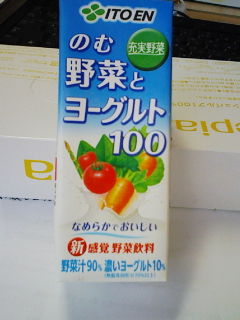 ITOEN
充実野菜
のむ
野菜と
ヨーグルト
100
なめらかでおいしい
新感覚 野菜飲料
野菜汁90% 濃いヨーグルト10%
epia